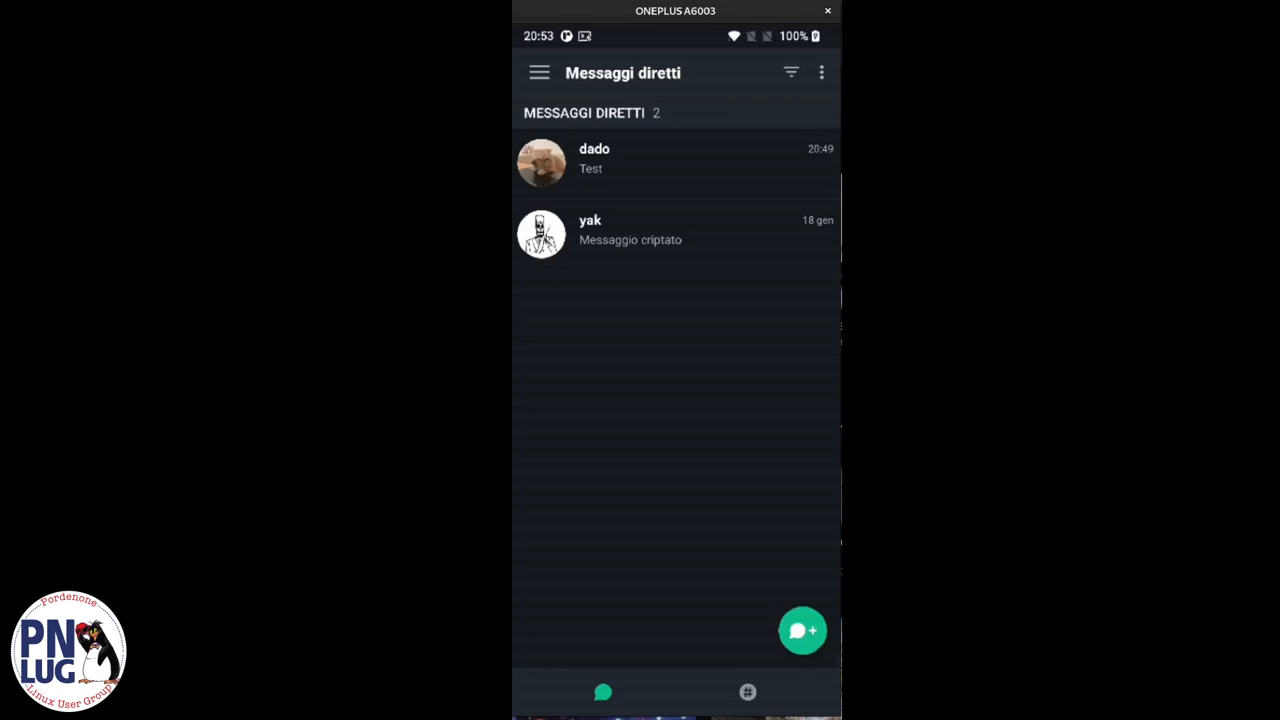 ONEPLUS A6003
20:53
100%
Messaggi diretti
MESSAGGI DIRETTI 2
dado
20:49
Test
yak
18 gen
Messaggio criptato
Pordenone
PN
LUG
Linux User Group